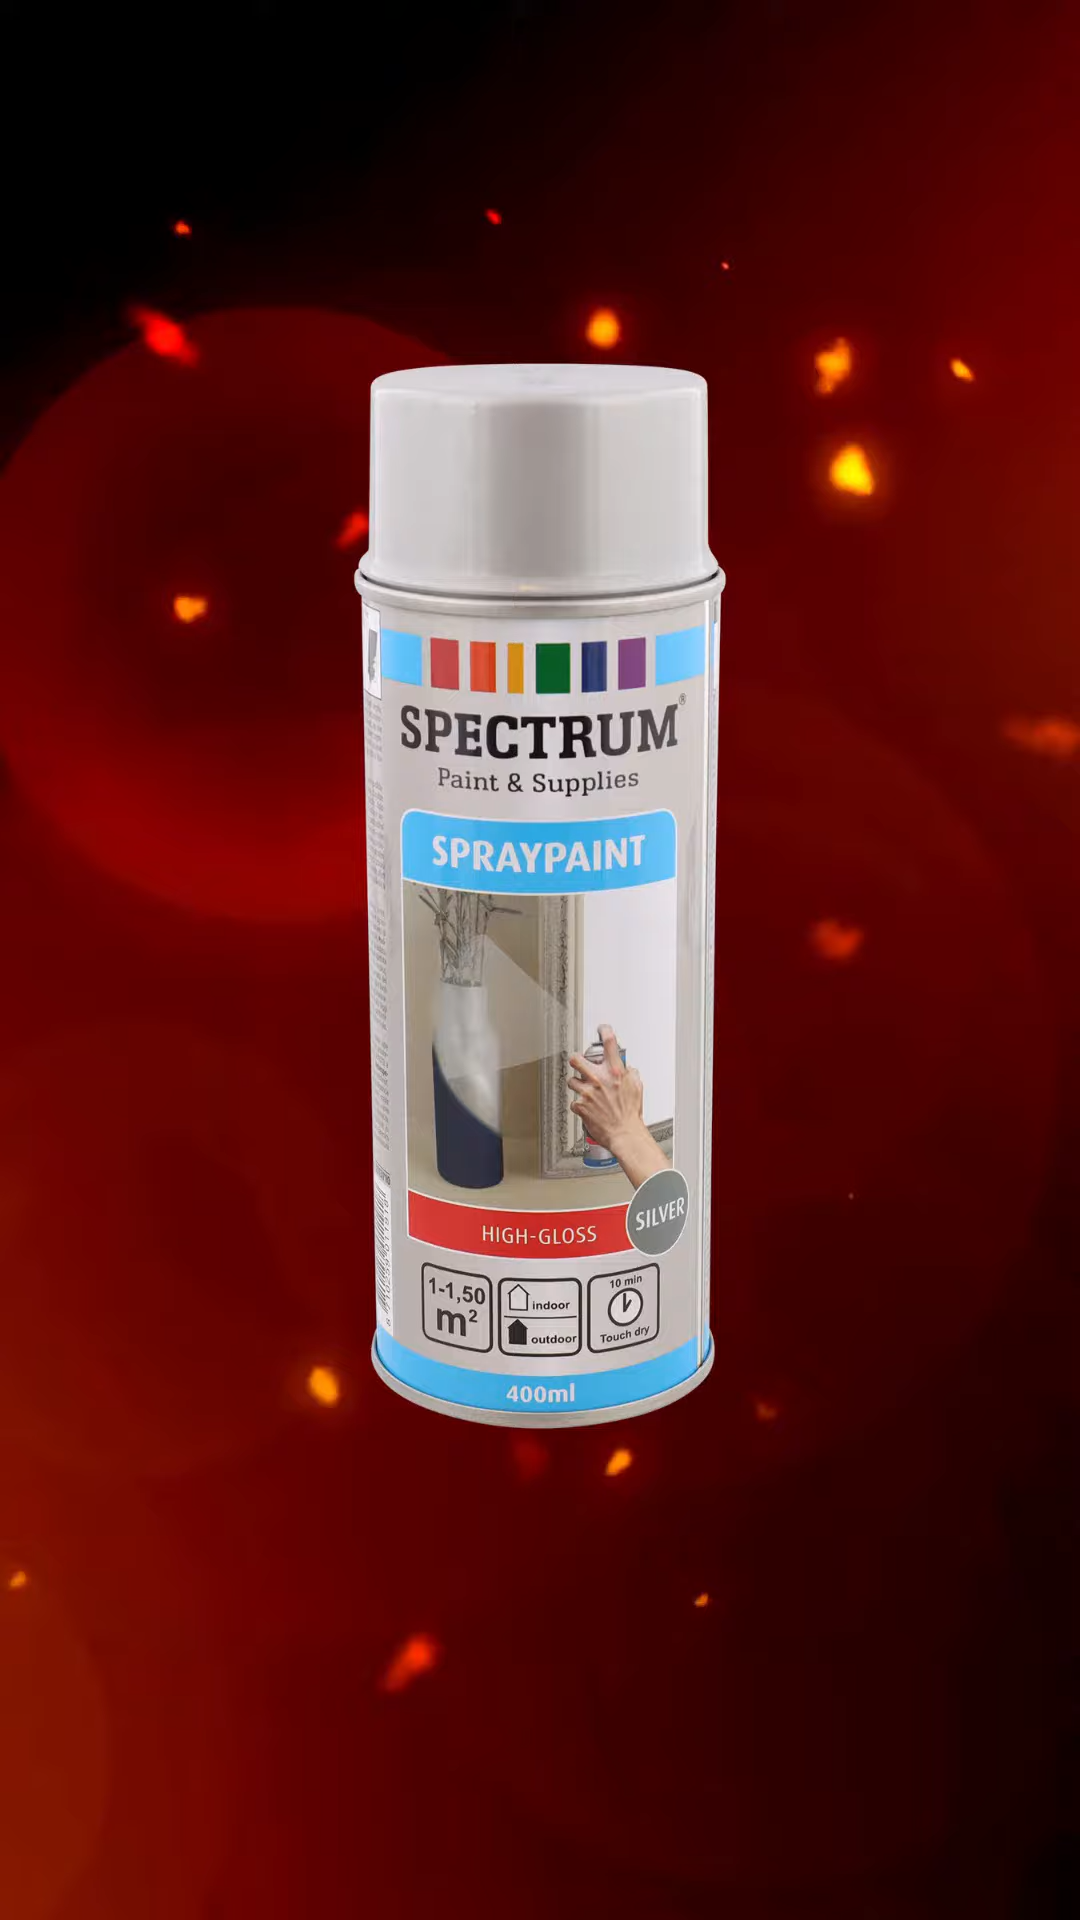 SPECTRUM®
Paint & Supplies
SPRAYPAINT
HIGH-GLOSS
SILVER
1-1,50
m²
indoor
outdoor
10 min
Touch dry
400ml